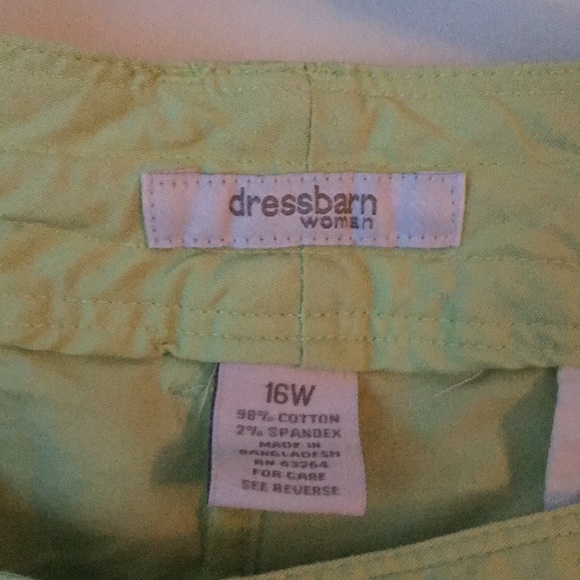 dressbarn
woman
16W
98% COTTON
2% SPANDEX
MADE IN
BANGLADESH
RN 63264
FOR CARE
SEE REVERSE